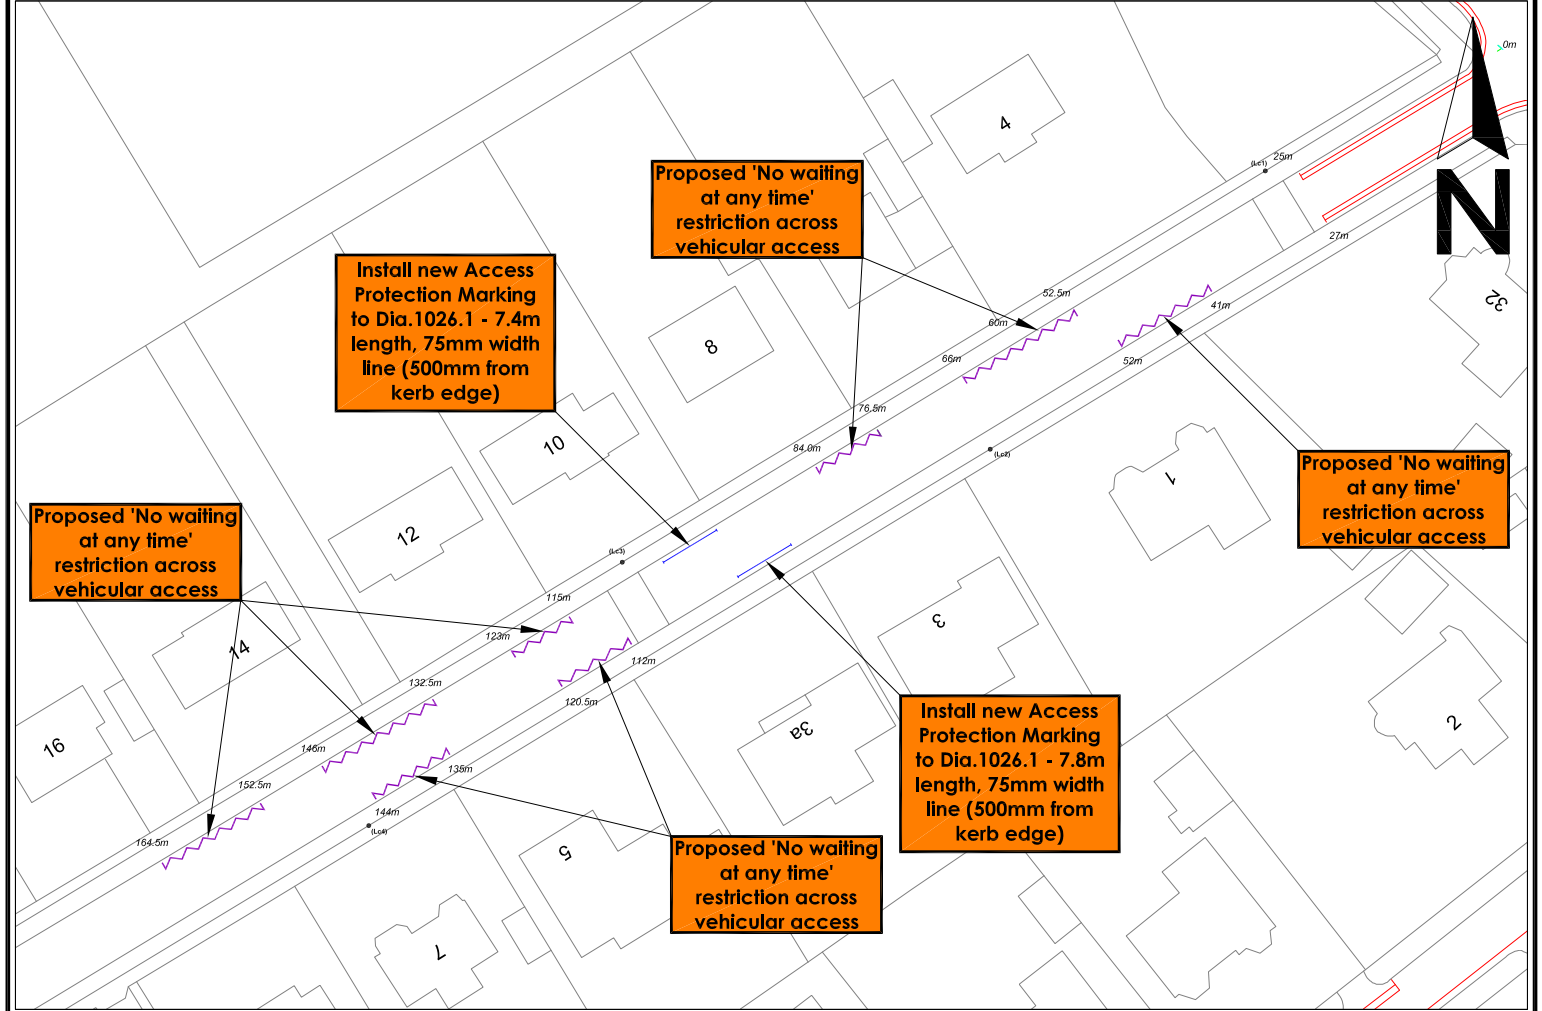 0m
4
25m
(Lc1)
Proposed 'No waiting
at any time'
restriction across
vehicular access
N
27m
Install new Access
Protection Marking
to Dia.1026.1 - 7.4m
length, 75mm width
line (500mm from
kerb edge)
52.5m
60m
41m
32
8
66m
52m
76.5m
84.0m
10
(Lc2)
1
Proposed 'No waiting
at any time'
restriction across
vehicular access
12
Proposed 'No waiting
at any time'
restriction across
vehicular access
(Lc3)
115m
123m
3
14
112m
132.5m
120.5m
16
146m
3a
Install new Access
Protection Marking
to Dia.1026.1 - 7.8m
length, 75mm width
line (500mm from
kerb edge)
2
152.5m
135m
144m
(Lc4)
164.5m
5
Proposed 'No waiting
at any time'
restriction across
vehicular access
7